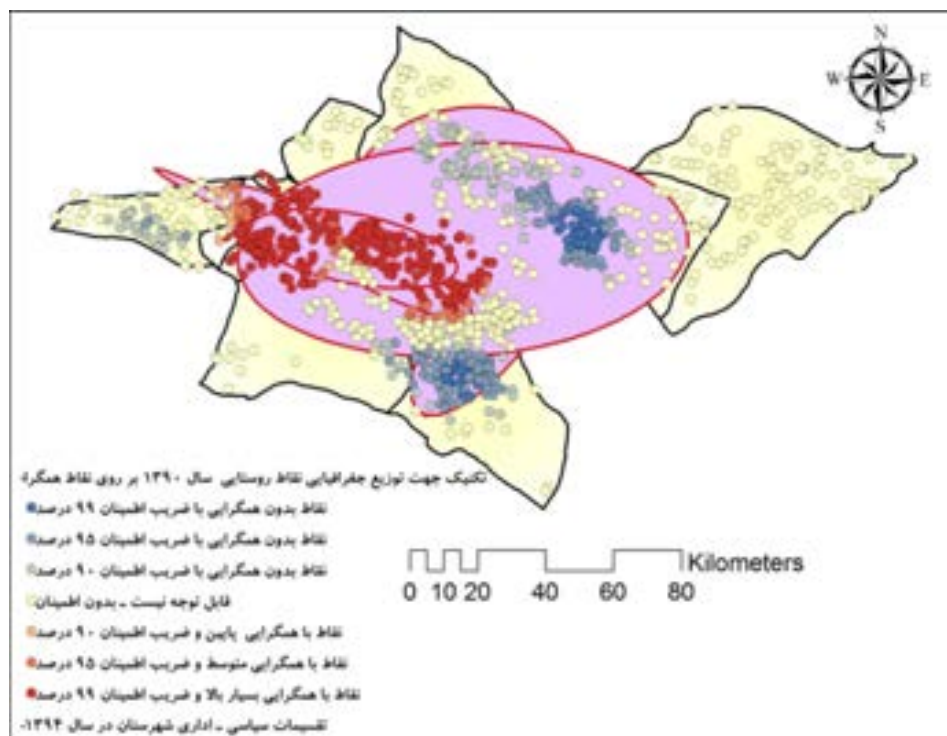 N
W E
S
تکنیک جهت توزیع جغرافیایی نقاط روستایی سال ۱۳۹۰ بر روی نقاط همگرا-
نقاط بدون همگرایی با ضریب اطمینان ۹۹ درصد
نقاط بدون همگرایی با ضریب اطمینان ۹۵ درصد
نقاط بدون همگرایی با ضریب اطمینان ۹۰ درصد
قابل توجه نیست - بدون اطمینان
نقاط با همگرایی پایین و ضریب اطمینان ۹۰ درصد
نقاط با همگرایی متوسط و ضریب اطمینان ۹۵ درصد
نقاط با همگرایی بسیار بالا و ضریب اطمینان ۹۹ درصد
تقسیمات سیاسی - اداری شهرستان در سال ۱۳۹۴-
Kilometers
0 10 20 40 60 80